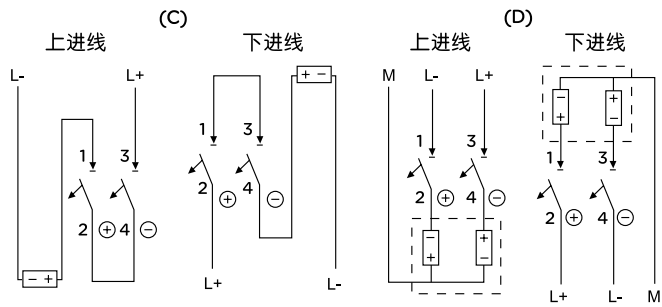 (C) (D)
上进线 下进线 上进线 下进线
L- L+ M L- L+
+ -
- + - +
+ -
1 3 1 3 1 3 1 3
2 + 4 - 2 + 4 - 2 + 4 - 2 + 4 -
- +
+ -
- +
L+ L- L+ L- M